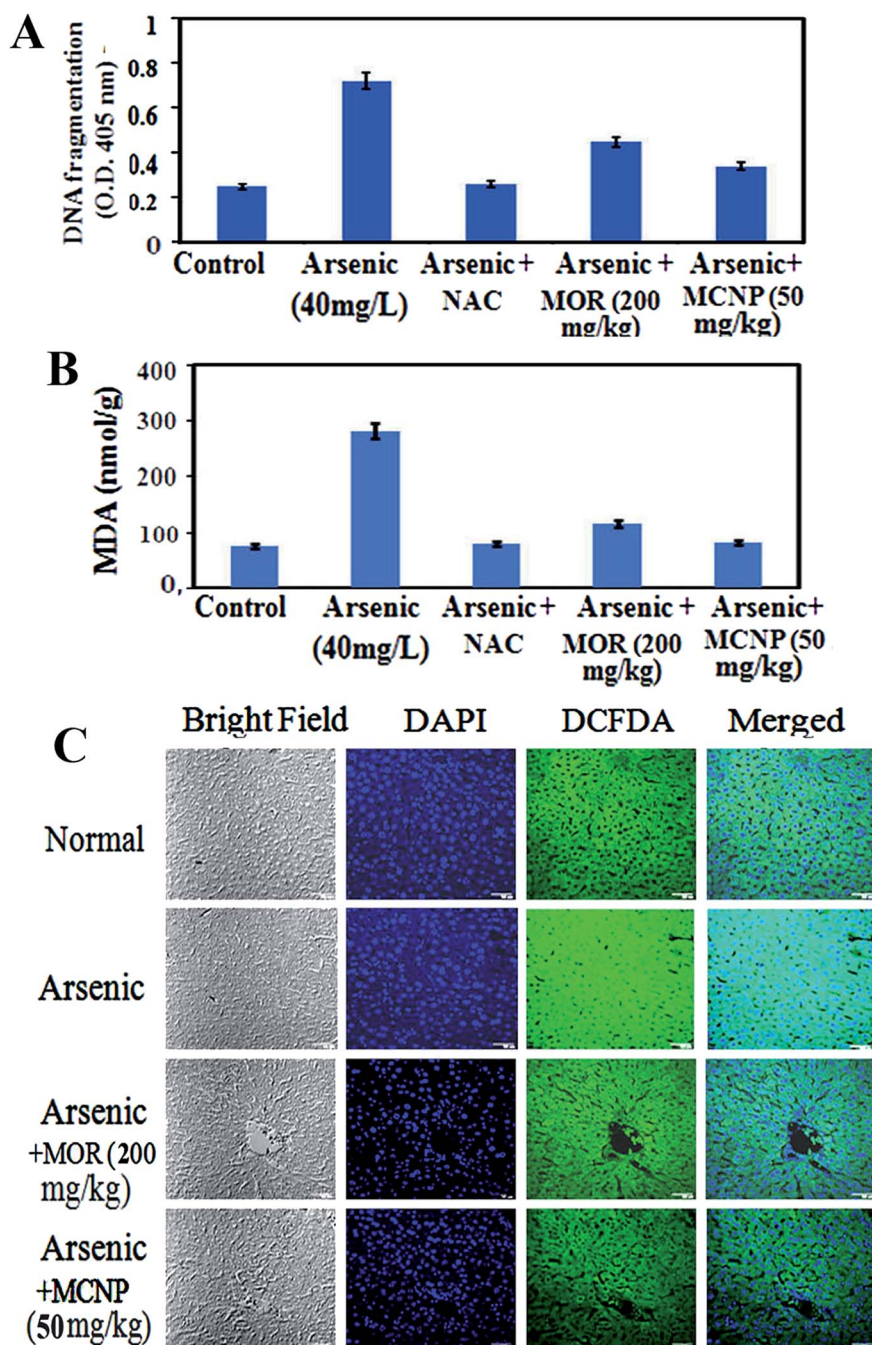 A
DNA fragmentation
(O.D. 405 nm) -
1
0.8
0.6
0.4
0.2
0
Control
Arsenic
(40mg/L)
Arsenic+
NAC
Arsenic +
MOR (200
mg/kg)
Arsenic+
MCNP (50
mg/kg)
B
MDA (nmol/g)
400
300
200
100
0,
Control
Arsenic
(40mg/L)
Arsenic+
NAC
Arsenic +
MOR (200
mg/kg)
Arsenic+
MCNP (50
mg/kg)
C
Bright Field DAPI DCFDA Merged
Normal
Arsenic
Arsenic
+MOR (200
mg/kg)
Arsenic
+MCNP
(50 mg/kg)